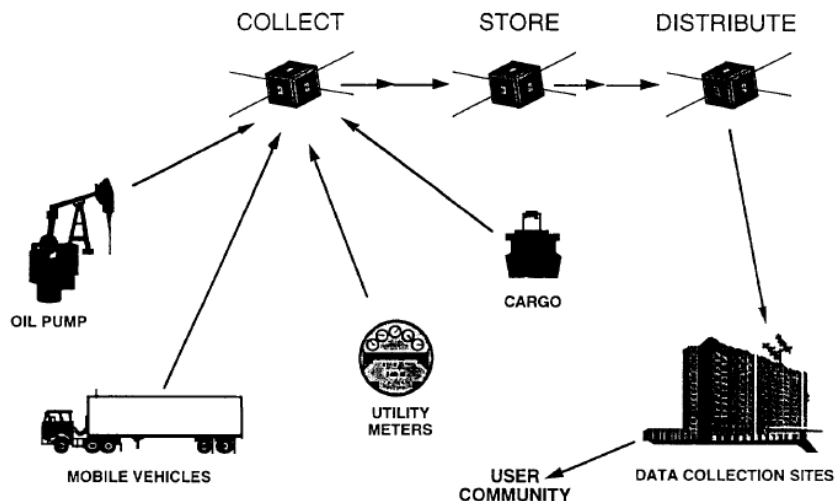 COLLECT
STORE
DISTRIBUTE
OIL PUMP
CARGO
UTILITY
METERS
MOBILE VEHICLES
USER
COMMUNITY
DATA COLLECTION SITES